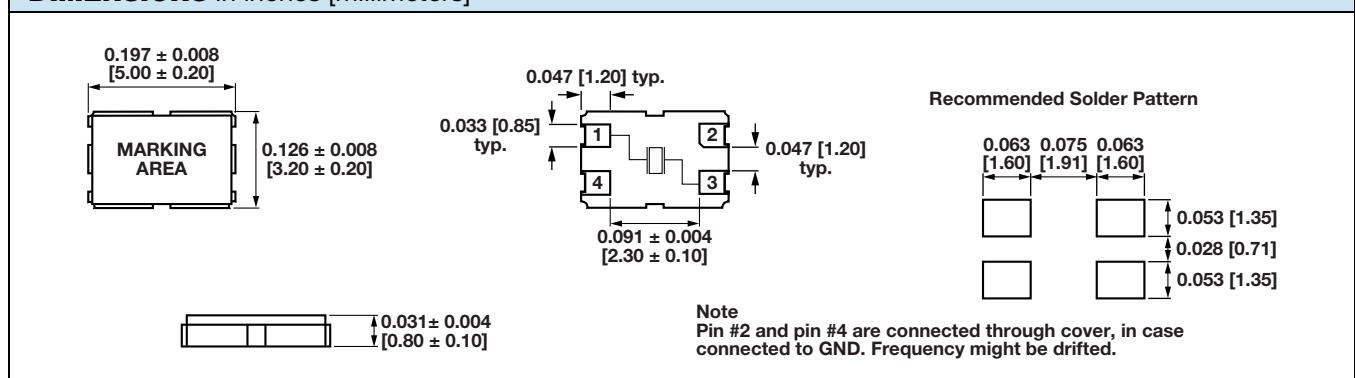 DIMENSIONS in inches [millimeters]
0.197 ± 0.008
[5.00 ± 0.20]
MARKING
AREA
0.126 ± 0.008
[3.20 ± 0.20]
0.047 [1.20] typ.
0.033 [0.85]
typ.
1
2
4
3
0.047 [1.20]
typ.
0.091 ± 0.004
[2.30 ± 0.10]
Recommended Solder Pattern
0.063 0.075 0.063
[1.60] [1.91] [1.60]
0.053 [1.35]
0.028 [0.71]
0.053 [1.35]
0.031± 0.004
[0.80 ± 0.10]
Note
Pin #2 and pin #4 are connected through cover, in case
connected to GND. Frequency might be drifted.